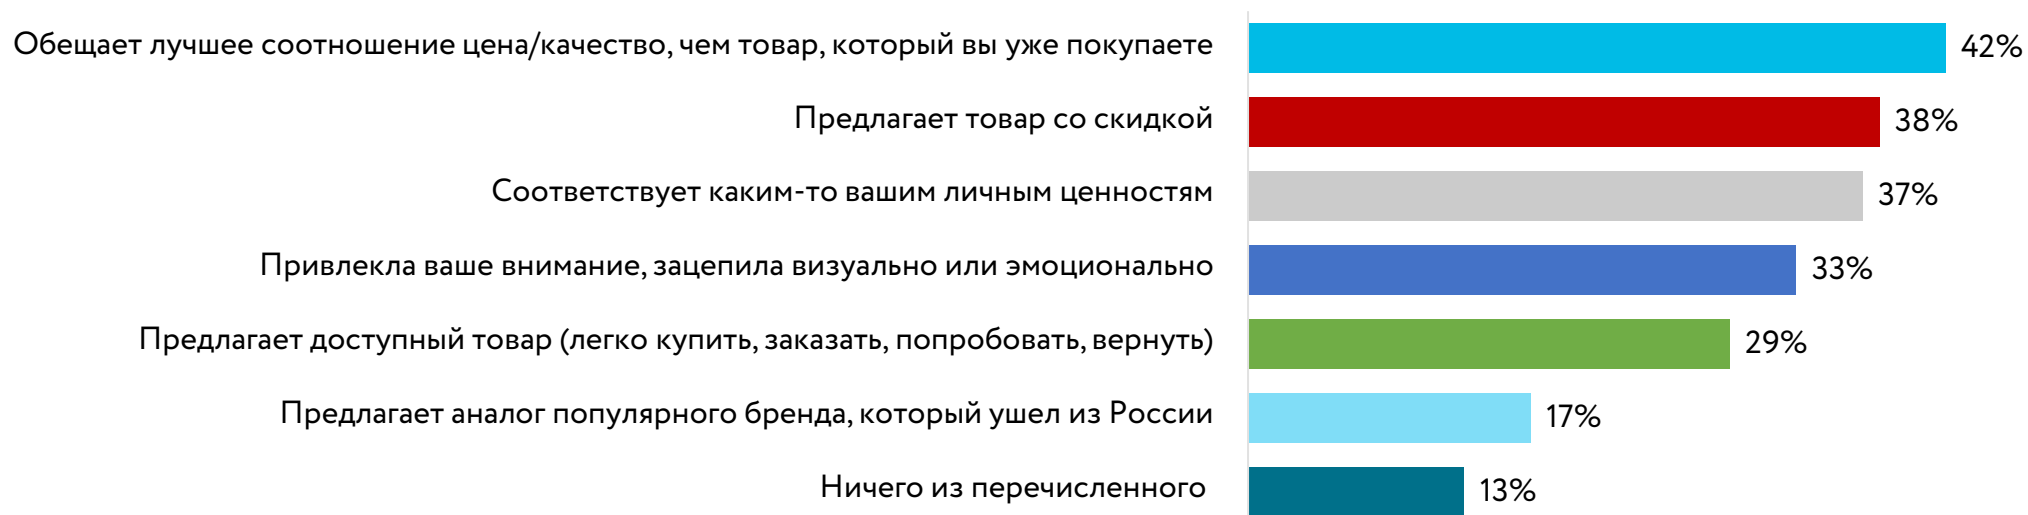 Обещает лучшее соотношение цена/качество, чем товар, который вы уже покупаете 42%
Предлагает товар со скидкой 38%
Соответствует каким-то вашим личным ценностям 37%
Привлекла ваше внимание, зацепила визуально или эмоционально 33%
Предлагает доступный товар (легко купить, заказать, попробовать, вернуть) 29%
Предлагает аналог популярного бренда, который ушел из России 17%
Ничего из перечисленного 13%